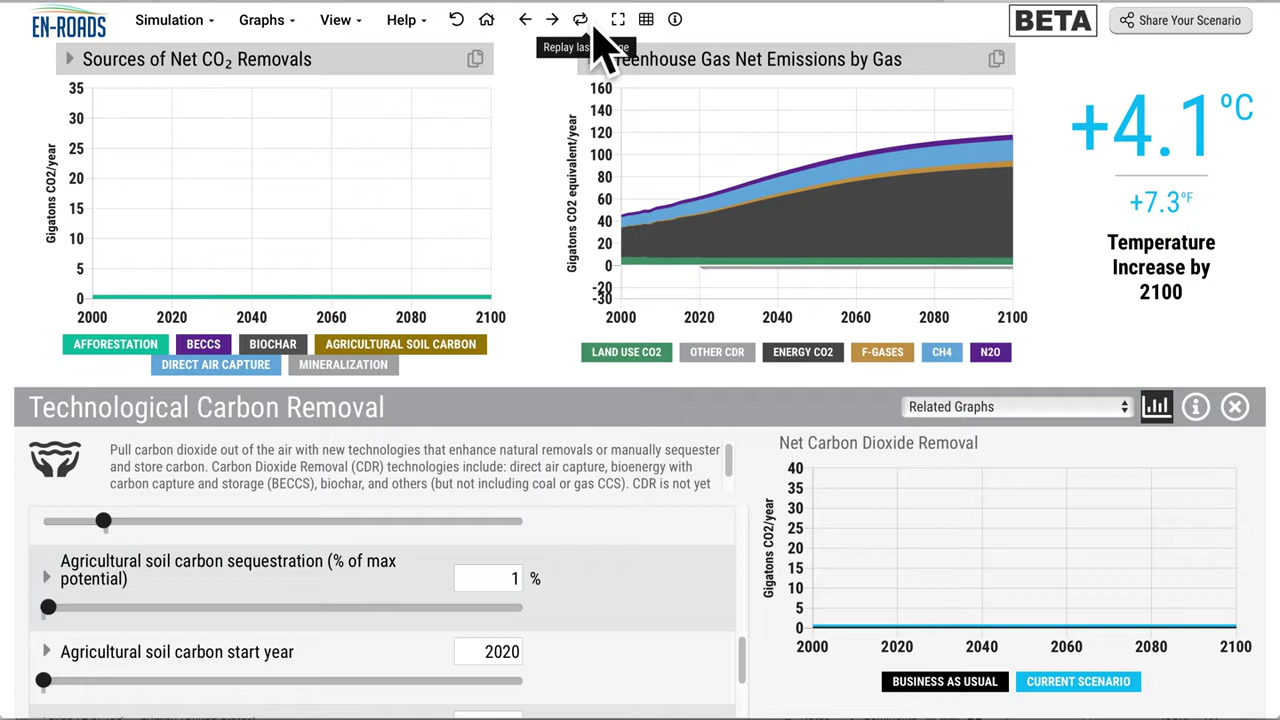 EN-ROADS
Simulation
Graphs
View
Help
BETA
Share Your Scenario
Replay las
ge
Sources of Net CO₂ Removals
eenhouse Gas Net Emissions by Gas
Gigatons CO2/year
35
30
25
20
15
10
5
0
2000 2020 2040 2060 2080 2100
AFFORESTATION BECCS BIOCHAR AGRICULTURAL SOIL CARBON
DIRECT AIR CAPTURE MINERALIZATION
Gigatons CO2 equivalent/year
160
140
120
100
80
60
40
20
0
-20
-30
2000 2020 2040 2060 2080 2100
LAND USE CO2 OTHER CDR ENERGY CO2 F-GASES CH4 N2O
+4.1 ºC
+7.3 ºF
Temperature
Increase by
2100
Technological Carbon Removal
Related Graphs
Pull carbon dioxide out of the air with new technologies that enhance natural removals or manually sequester
and store carbon. Carbon Dioxide Removal (CDR) technologies include: direct air capture, bioenergy with
carbon capture and storage (BECCS), biochar, and others (but not including coal or gas CCS). CDR is not yet
Agricultural soil carbon sequestration (% of max
potential)
1 %
Agricultural soil carbon start year
2020
Net Carbon Dioxide Removal
Gigatons CO2/year
40
35
30
25
20
15
10
5
0
2000 2020 2040 2060 2080 2100
BUSINESS AS USUAL CURRENT SCENARIO